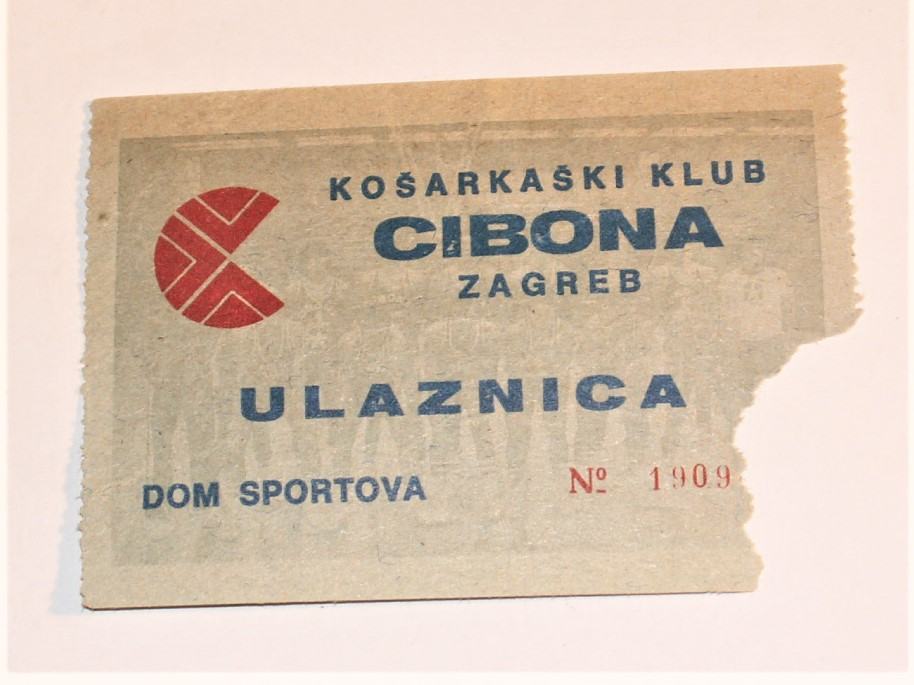 KOŠARKAŠKI KLUB
CIBONA
ZAGREB
ULAZNICA
DOM SPORTOVA Nº 1909